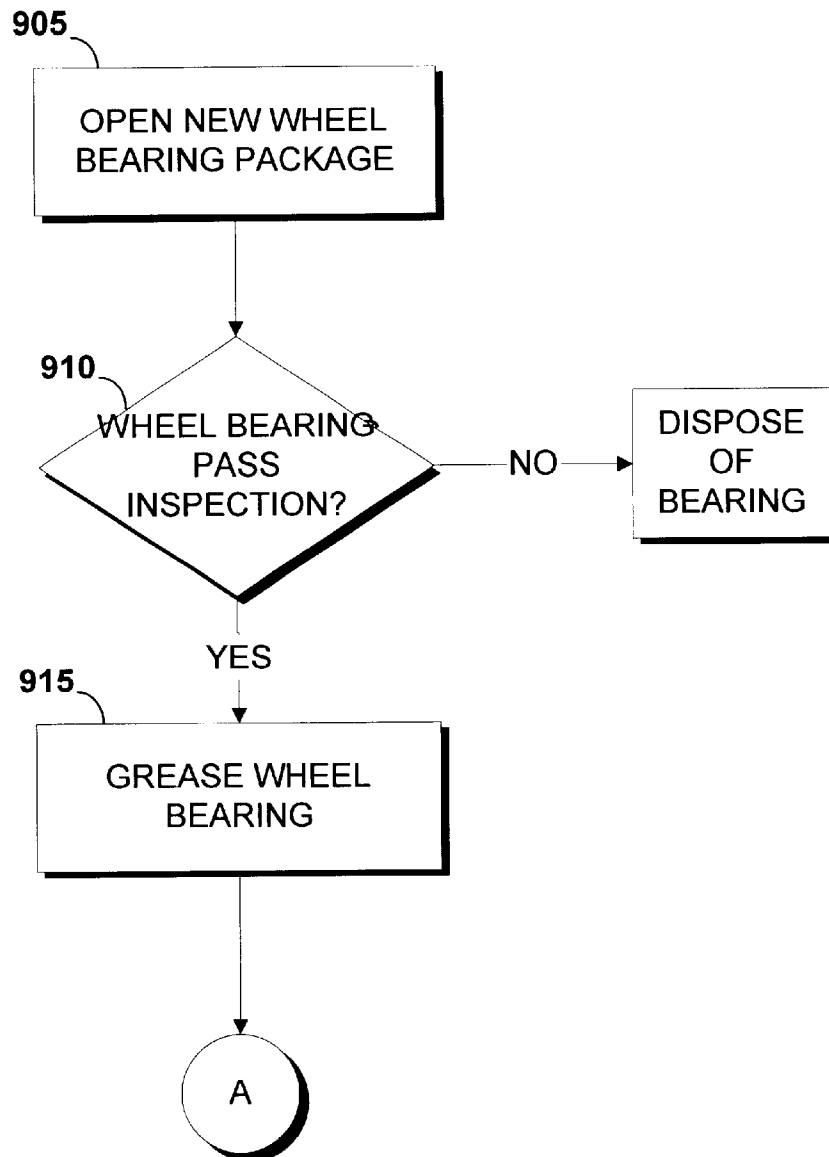 905
OPEN NEW WHEEL
BEARING PACKAGE
910
WHEEL BEARING
PASS
INSPECTION?
NO
DISPOSE
OF
BEARING
YES
915
GREASE WHEEL
BEARING
A